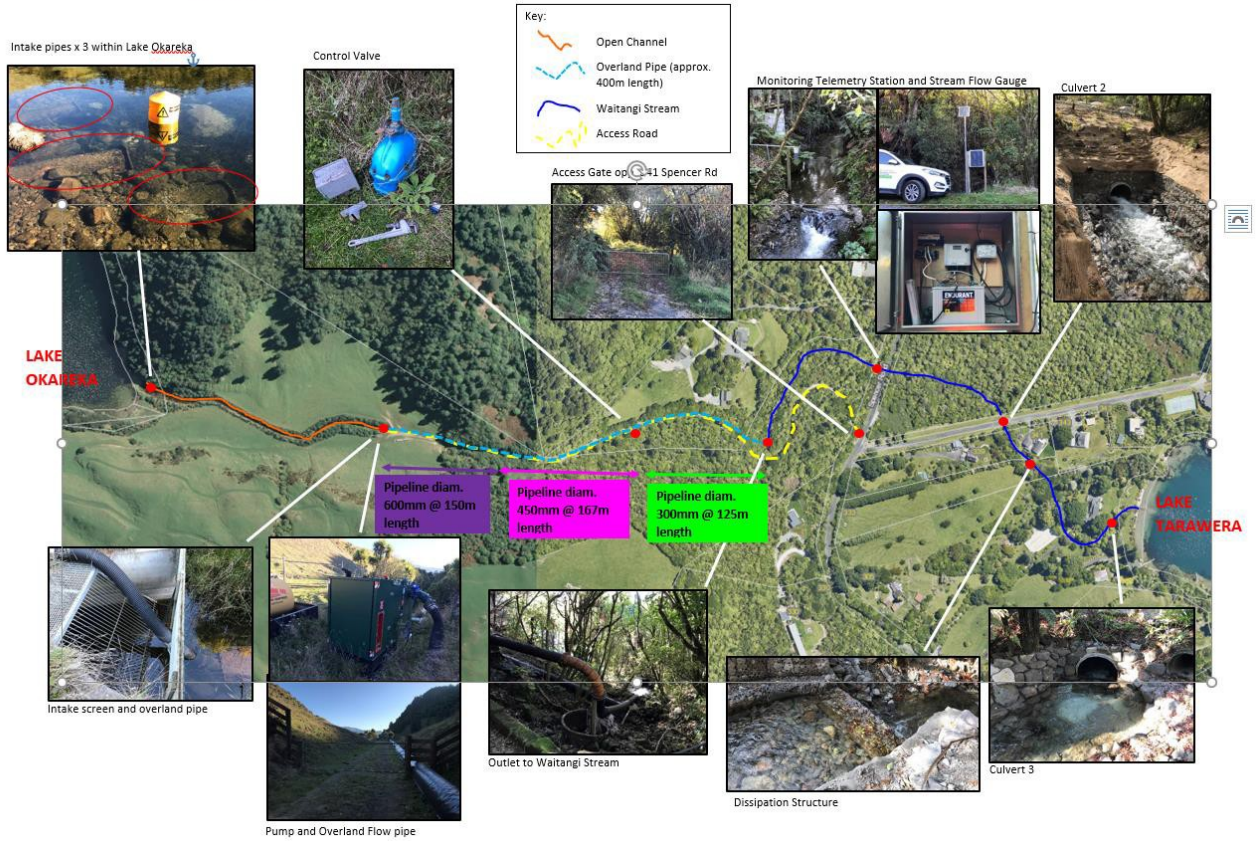 Key:
Open Channel
Overland Pipe (approx.
400m length)
Waitangi Stream
Access Road
Intake pipes x 3 within Lake Okareka
Control Valve
Monitoring Telemetry Station and Stream Flow Gauge
Culvert 2
Access Gate op 41 Spencer Rd
ENDURANT
LAKE
OKAREKA
Pipeline diam.
600mm @ 150m
length
Pipeline diam.
450mm @ 167m
length
Pipeline diam.
300mm @ 125m
length
LAKE
TARAWERA
Intake screen and overland pipe
Pump and Overland Flow pipe
Outlet to Waitangi Stream
Dissipation Structure
Culvert 3